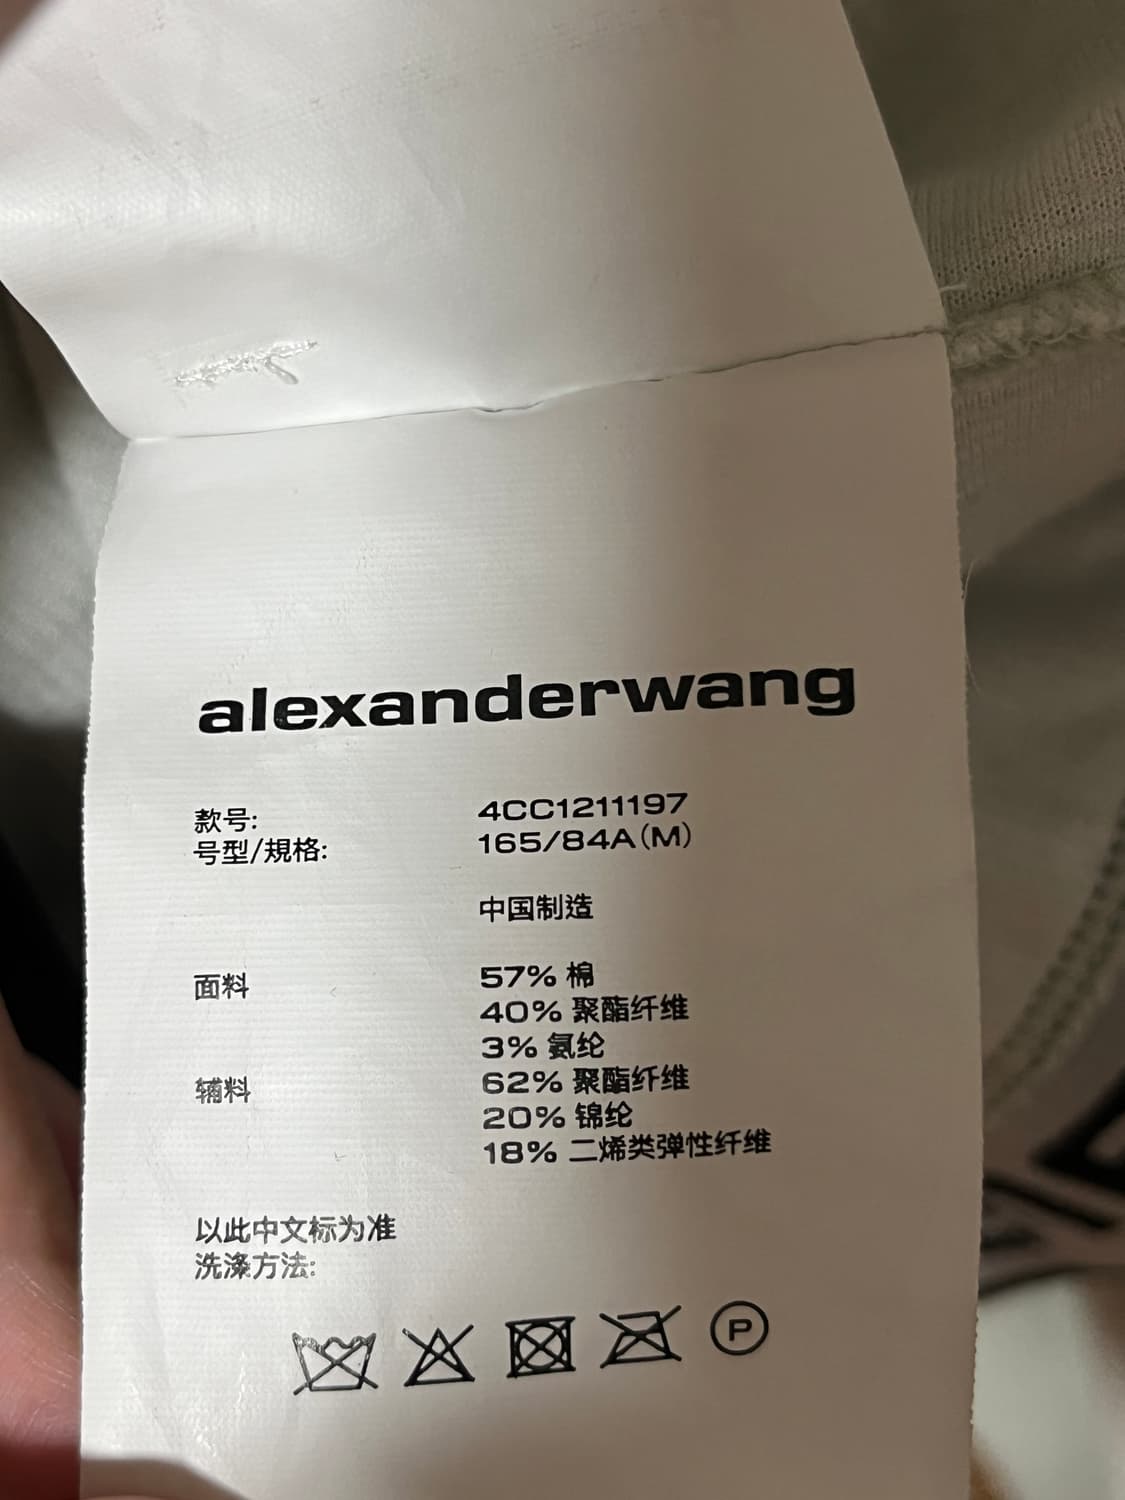 alexanderwang
款号: 4CC1211197
号型/規格: 165/84A(M)
中国制造
面料 57% 棉
40% 聚酯纤维
3% 氨纶
辅料 62% 聚酯纤维
20% 锦纶
18% 二烯类弹性纤维
以此中文标为准
洗涤方法:
P